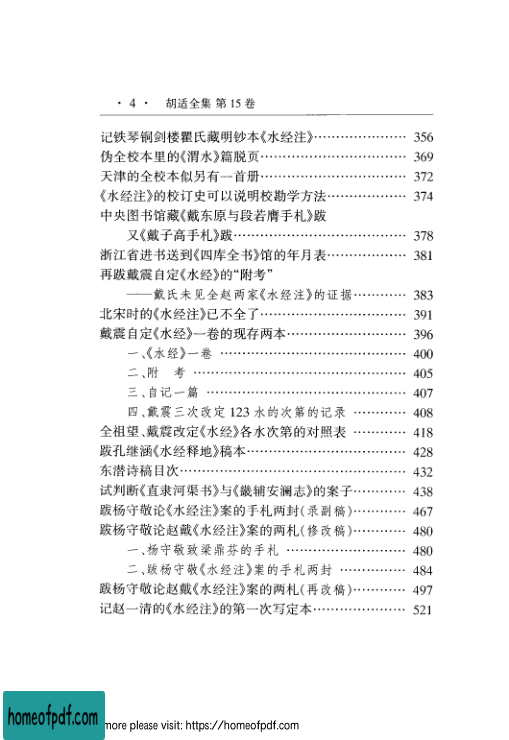 · 4 · 胡适全集 第 15 卷
记铁琴铜剑楼瞿氏藏明钞本《水经注》………………… 356
伪全校本里的《渭水》篇脱页………………………… 369
天津的全校本似另有一首册………………………… 372
《水经注》的校订史可以说明校勘学方法……………… 374
中央图书馆藏《戴东原与段若膺手札》跋
又《戴子高手札》跋……………………………… 378
浙江省进书送到《四库全书》馆的年月表……………… 381
再跋戴震自定《水经》的“附考”
——戴氏未见全赵两家《水经注》的证据………… 383
北宋时的《水经注》已不全了………………………… 391
戴震自定《水经》一卷的现存两本……………………… 396
一、《水经》一卷 ………………………………… 400
二、附 考 ……………………………………… 405
三、自记一篇 …………………………………… 407
四、戴震三次改定 123 水的次第的记录 ………… 408
全祖望、戴震改定《水经》各水次第的对照表 ………… 418
跋孔继涵《水经释地》稿本…………………………… 428
东潜诗稿目次………………………………………… 432
试判断《直隶河渠书》与《畿辅安澜志》的案子………… 438
跋杨守敬论《水经注》案的手札两封(录副稿)………… 467
跋杨守敬论赵戴《水经注》案的两札(修改稿)………… 480
一、杨守敬致梁鼎芬的手札 ……………………… 480
二、跋杨守敬《水经注》案的手札两封 …………… 484
跋杨守敬论赵戴《水经注》案的两札(再改稿)………… 497
记赵一清的《水经注》的第一次写定本………………… 521
homeofpdf.com
more please visit: https://homeofpdf.com